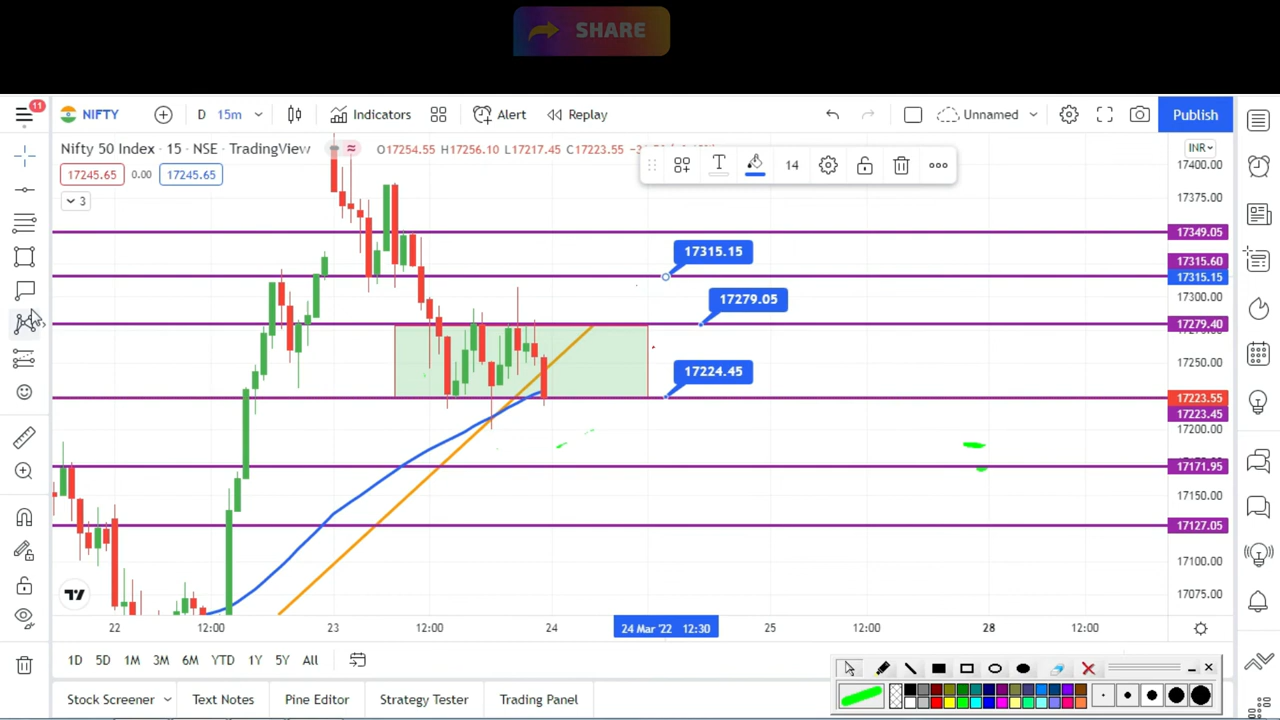 SHARE
11
NIFTY
D
15m
Indicators
Alert
Replay
Unnamed
Publish
Nifty 50 Index · 15 · NSE · TradingView
O17254.55 H17256.10 L17217.45 C17223.55
INR
17245.65
0.00
17245.65
14
3
17400.00
17375.00
17349.05
17315.60
17315.15
17300.00
17279.40
17250.00
17223.55
17223.45
17200.00
17171.95
17150.00
17127.05
17100.00
17075.00
17315.15
17279.05
17224.45
22
12:00
23
12:00
24
24 Mar '22 12:30
25
12:00
28
12:00
1D
5D
1M
3M
6M
YTD
1Y
5Y
All
Stock Screener
Text Notes
Pine Editor
Strategy Tester
Trading Panel